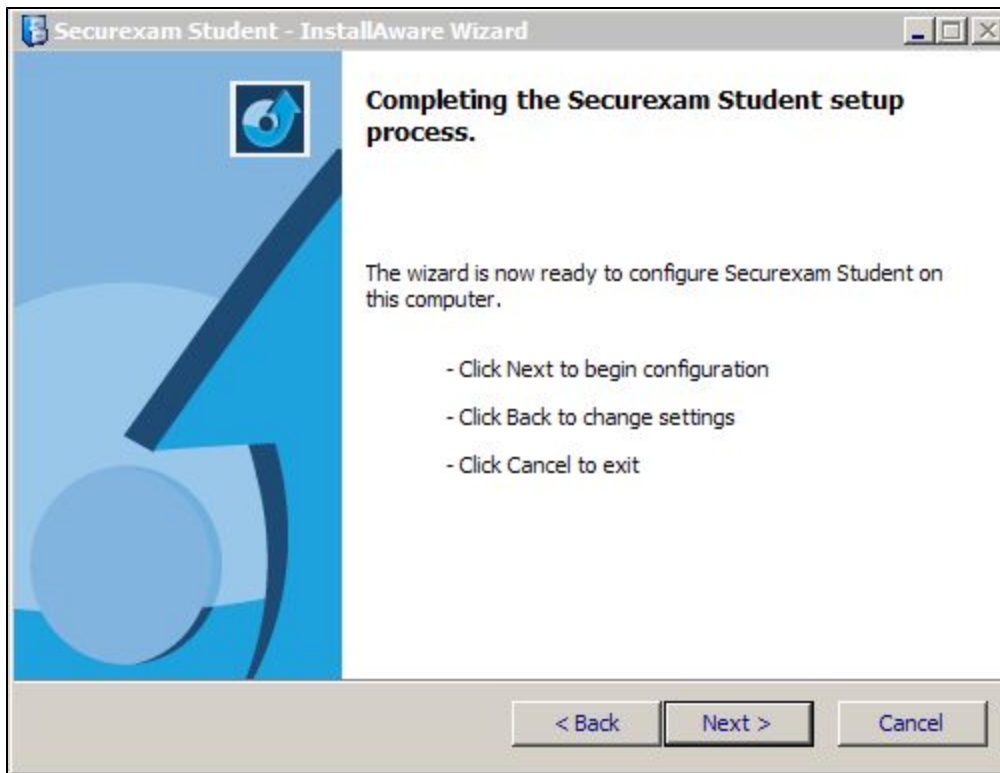 Securexam Student - InstallAware Wizard
Completing the Securexam Student setup
process.
The wizard is now ready to configure Securexam Student on
this computer.
- Click Next to begin configuration
- Click Back to change settings
- Click Cancel to exit
< Back
Next >
Cancel